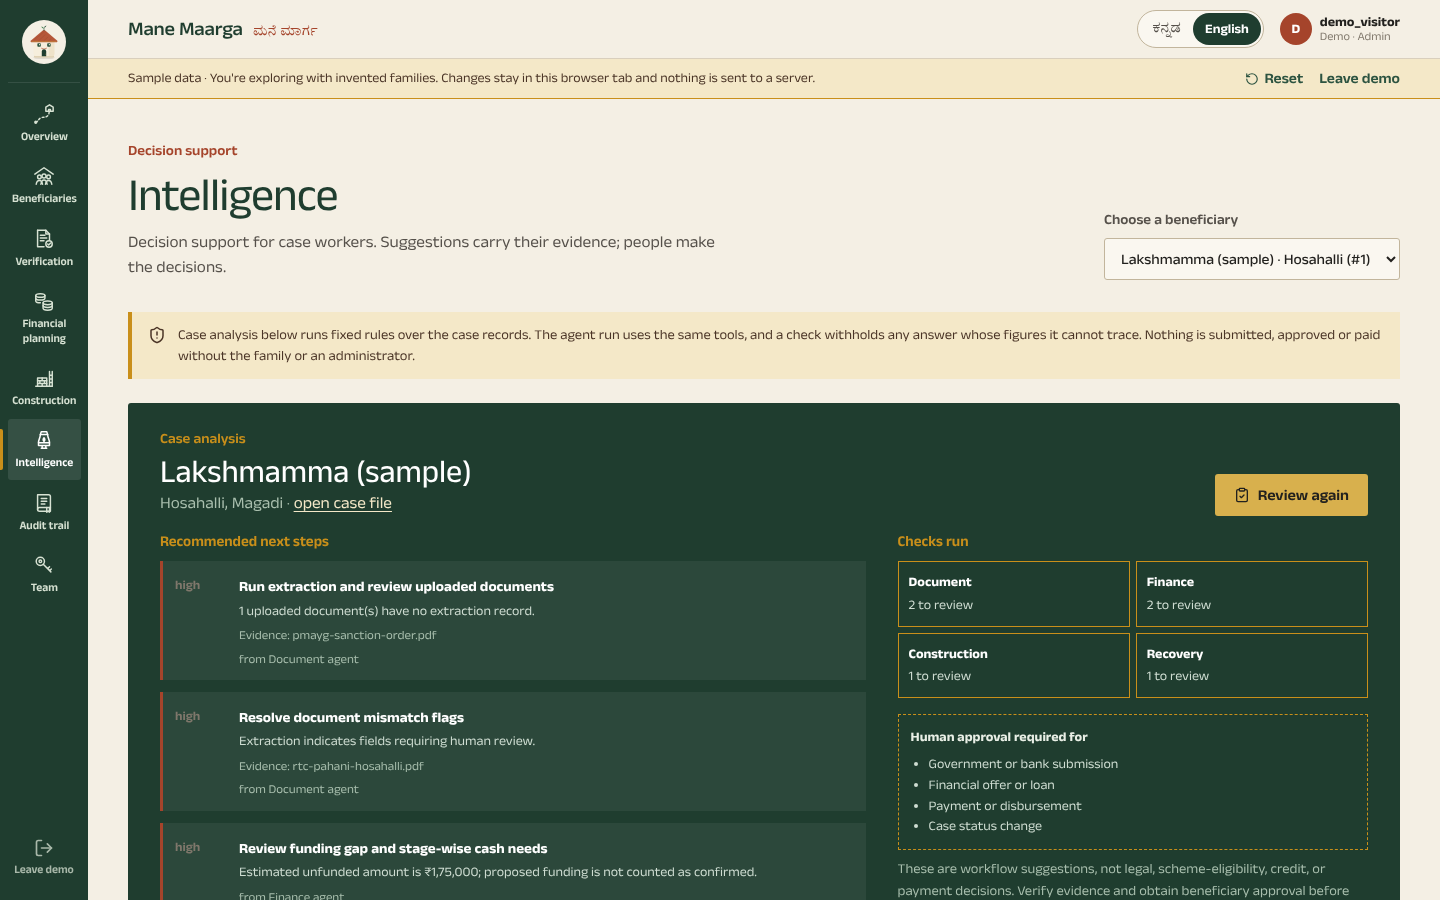 Mane Maarga ಮನೆ ಮಾರ್ಗ
ಕನ್ನಡ English
D demo_visitor
Demo · Admin
Sample data · You're exploring with invented families. Changes stay in this browser tab and nothing is sent to a server.
Reset Leave demo
Overview
Beneficiaries
Verification
Financial
planning
Construction
Intelligence
Audit trail
Team
Leave demo
Decision support
Intelligence
Decision support for case workers. Suggestions carry their evidence; people make
the decisions.
Choose a beneficiary
Lakshmamma (sample) · Hosahalli (#1)
Case analysis below runs fixed rules over the case records. The agent run uses the same tools, and a check withholds any answer whose figures it cannot trace. Nothing is submitted, approved or paid
without the family or an administrator.
Case analysis
Lakshmamma (sample)
Hosahalli, Magadi · open case file
Review again
Recommended next steps
high
Run extraction and review uploaded documents
1 uploaded document(s) have no extraction record.
Evidence: pmayg-sanction-order.pdf
from Document agent
high
Resolve document mismatch flags
Extraction indicates fields requiring human review.
Evidence: rtc-pahani-hosahalli.pdf
from Document agent
high
Review funding gap and stage-wise cash needs
Estimated unfunded amount is ₹1,75,000; proposed funding is not counted as confirmed.
from Finance agent
Checks run
Document
2 to review
Finance
2 to review
Construction
1 to review
Recovery
1 to review
Human approval required for
• Government or bank submission
• Financial offer or loan
• Payment or disbursement
• Case status change
These are workflow suggestions, not legal, scheme-eligibility, credit, or
payment decisions. Verify evidence and obtain beneficiary approval before